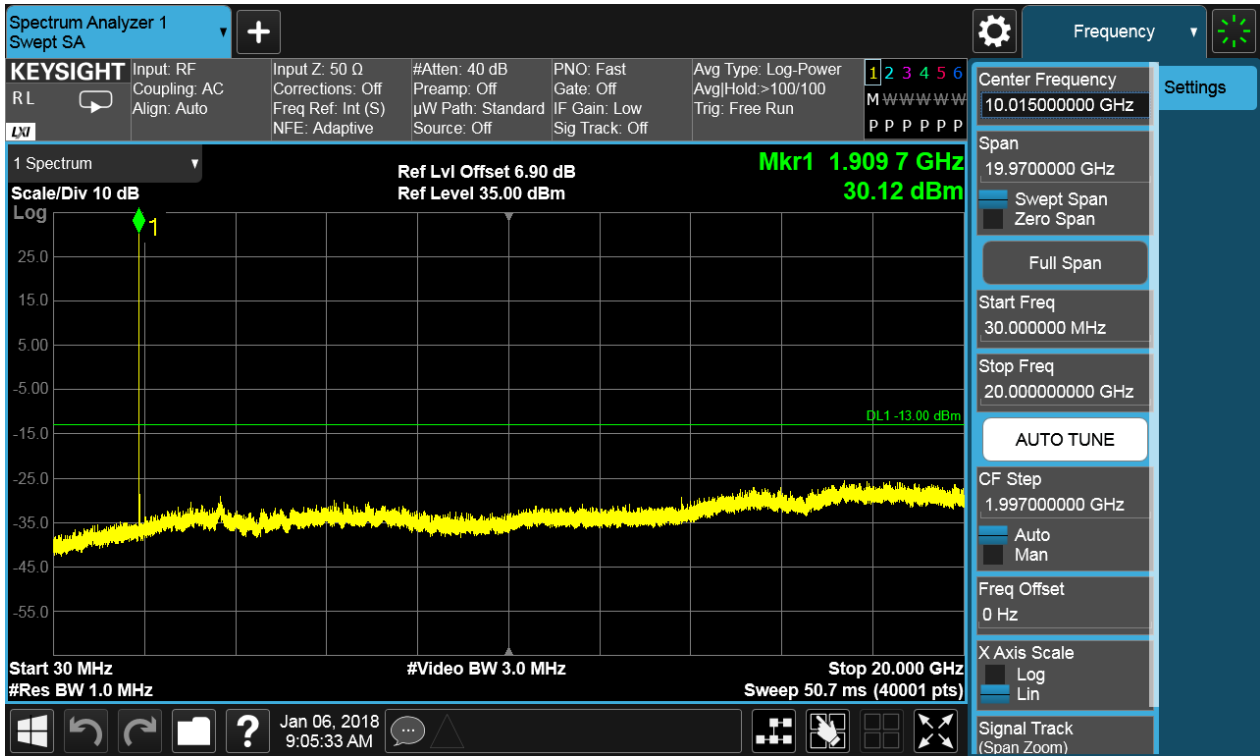 Spectrum Analyzer 1
Swept SA
+
Frequency
KEYSIGHT
RL
LXI
Input: RF
Coupling: AC
Align: Auto
Input Z: 50 Ω
Corrections: Off
Freq Ref: Int (S)
NFE: Adaptive
#Atten: 40 dB
Preamp: Off
µW Path: Standard
Source: Off
PNO: Fast
Gate: Off
IF Gain: Low
Sig Track: Off
Avg Type: Log-Power
Avg|Hold:>100/100
Trig: Free Run
1 2 3 4 5 6
M W W W W W
P P P P P P
1 Spectrum
Scale/Div 10 dB
Log
Ref Lvl Offset 6.90 dB
Ref Level 35.00 dBm
Mkr1 1.909 7 GHz
30.12 dBm
1
25.0
15.0
5.00
-5.00
-15.0
-25.0
-35.0
-45.0
-55.0
DL1 -13.00 dBm
Start 30 MHz
#Res BW 1.0 MHz
#Video BW 3.0 MHz
Stop 20.000 GHz
Sweep 50.7 ms (40001 pts)
Center Frequency
10.015000000 GHz
Span
19.9700000 GHz
Swept Span
Zero Span
Full Span
Start Freq
30.000000 MHz
Stop Freq
20.000000000 GHz
AUTO TUNE
CF Step
1.997000000 GHz
Auto
Man
Freq Offset
0 Hz
X Axis Scale
Log
Lin
Signal Track
(Span Zoom)
Settings
?
Jan 06, 2018
9:05:33 AM